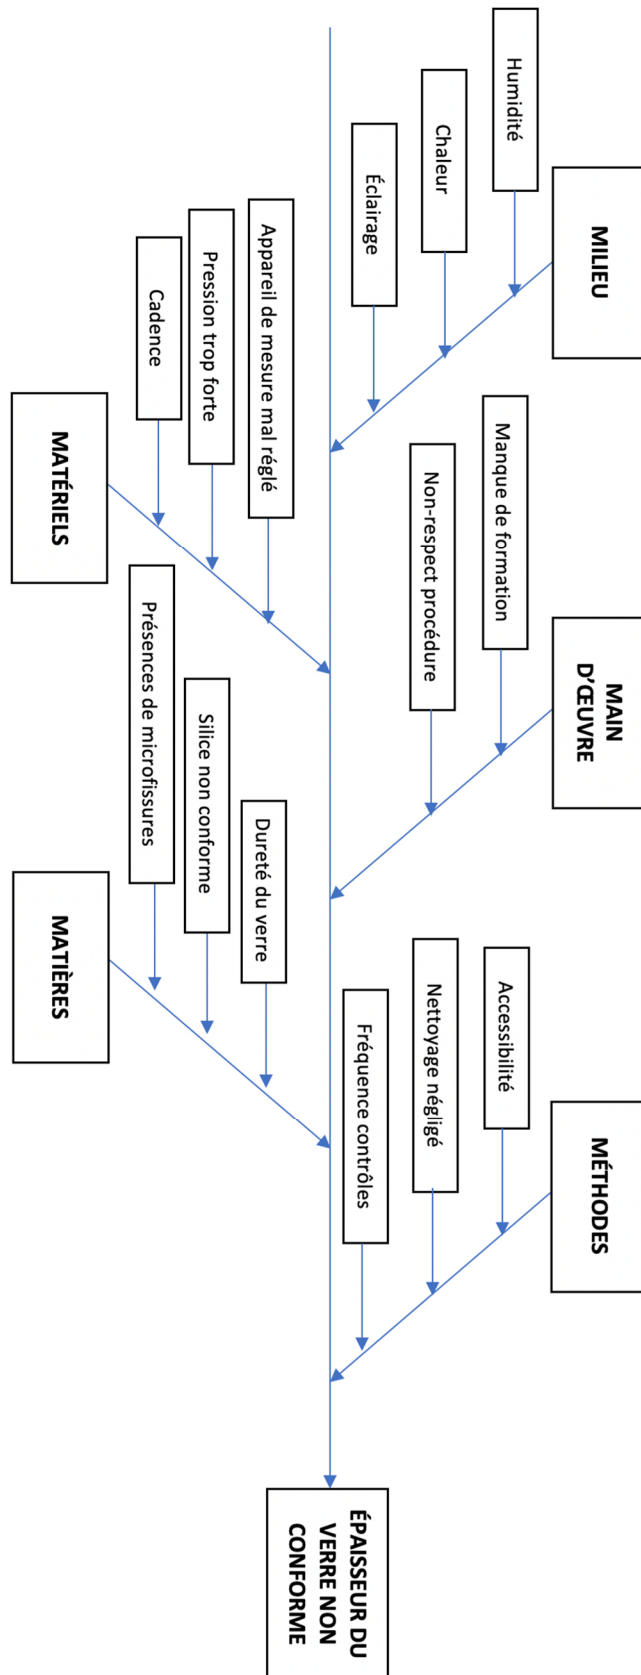 MILIEU
Humidité
Chaleur
Éclairage
MAIN
D'ŒUVRE
Manque de formation
Non-respect procédure
MÉTHODES
Accessibilité
Nettoyage négligé
Fréquence contrôles
Appareil de mesure mal réglé
Pression trop forte
Cadence
MATÉRIELS
Dureté du verre
Silice non conforme
Présences de microfissures
MATIÈRES
ÉPAISSEUR DU
VERRE NON
CONFORME